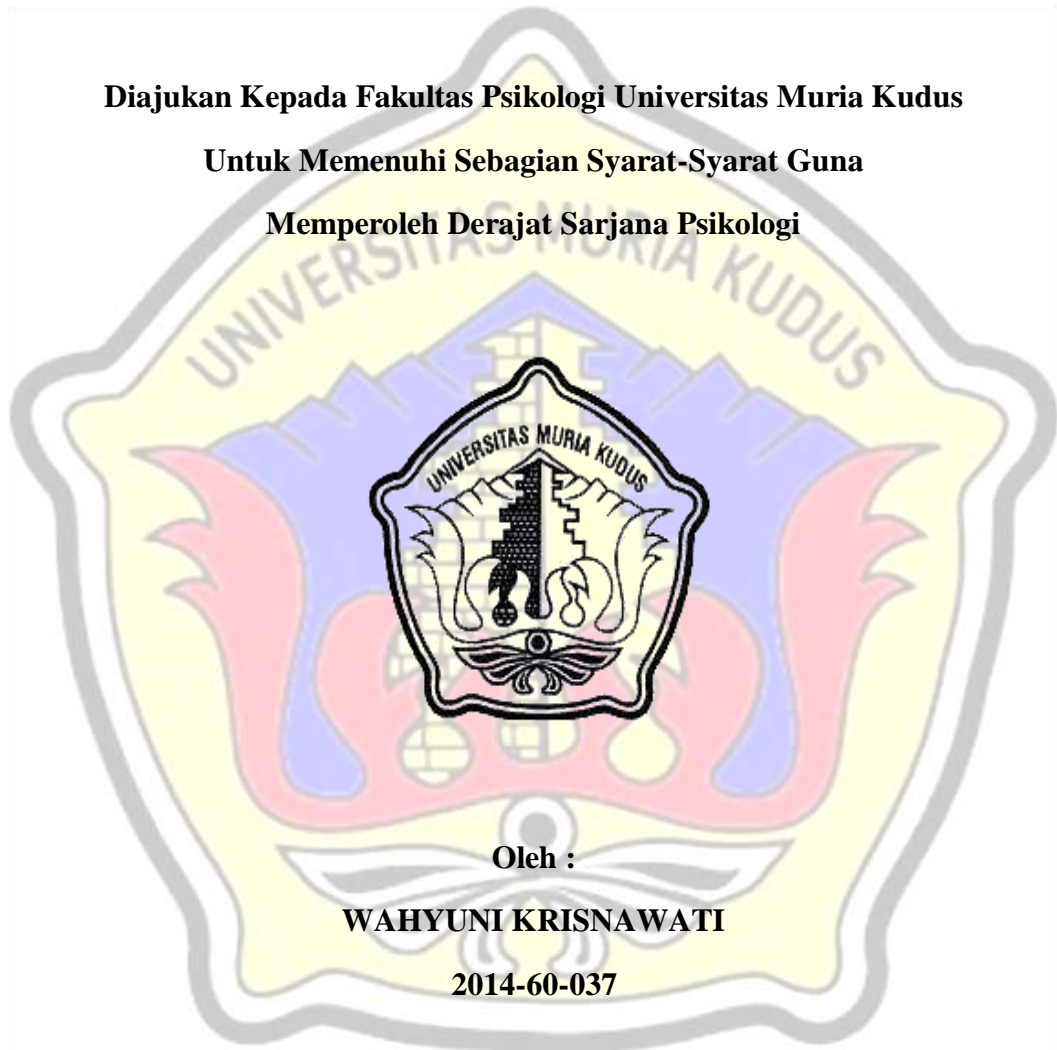 Diajukan Kepada Fakultas Psikologi Universitas Muria Kudus
Untuk Memenuhi Sebagian Syarat-Syarat Guna
Memperoleh Derajat Sarjana Psikologi
UNIVERSITAS MURIA KUDUS
UNIVERSITAS MURIA KUDUS
Oleh :
WAHYUNI KRISNAWATI
2014-60-037